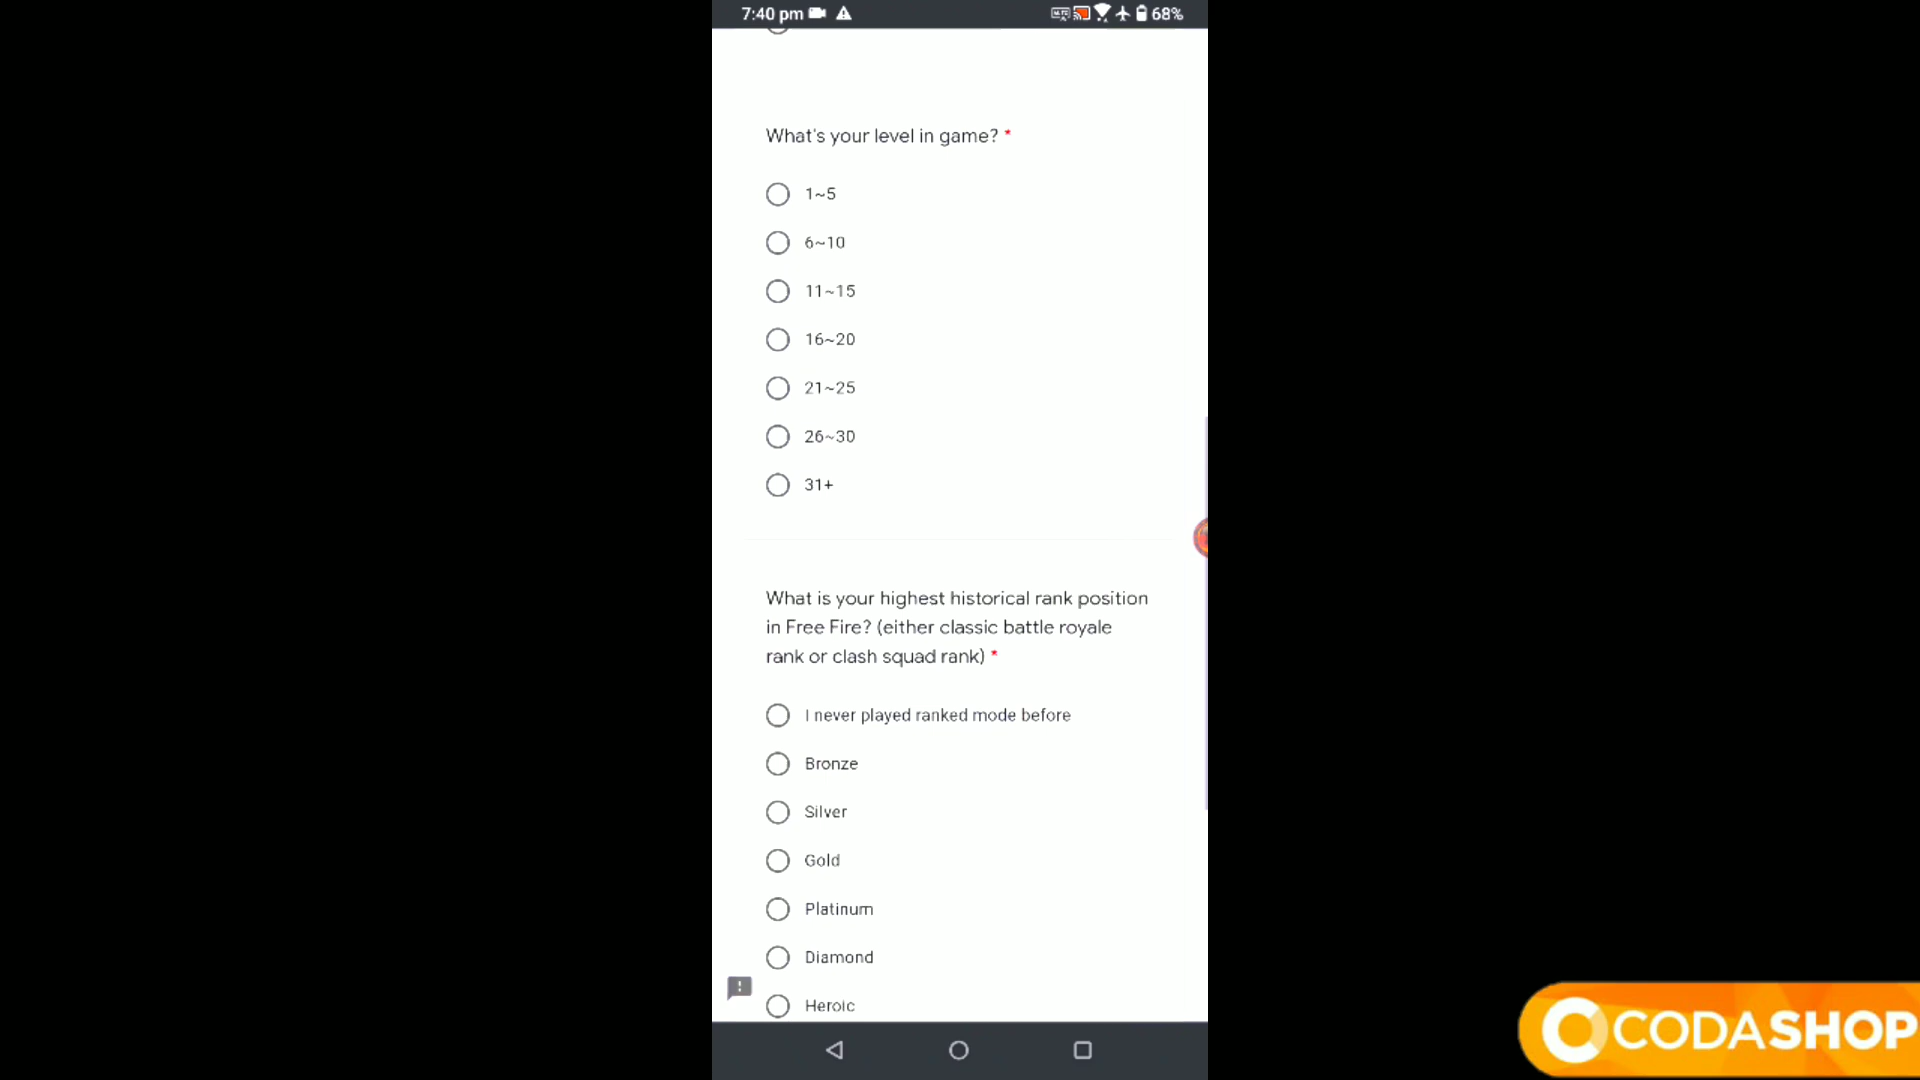 7:40 pm
68%
What's your level in game? *
1~5
6~10
11~15
16~20
21~25
26~30
31+
What is your highest historical rank position
in Free Fire? (either classic battle royale
rank or clash squad rank) *
I never played ranked mode before
Bronze
Silver
Gold
Platinum
Diamond
Heroic
CODASHOP